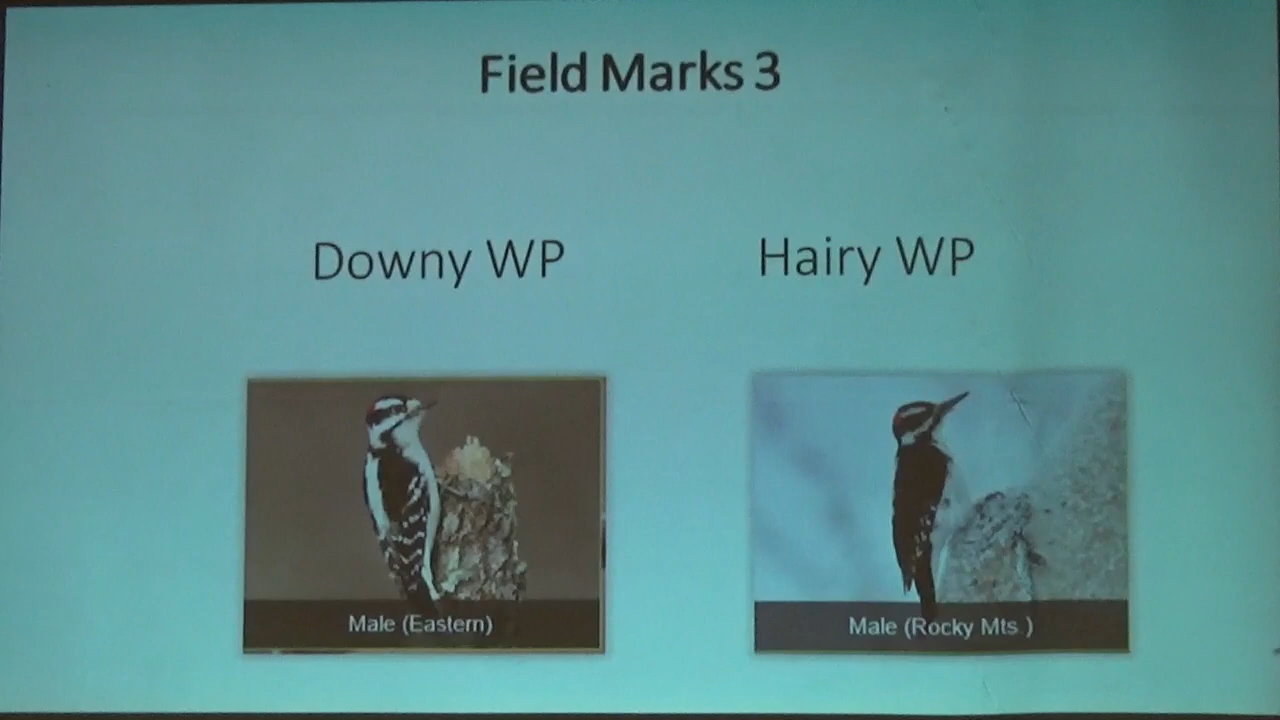 Field Marks 3
Downy WP
Hairy WP
Male (Eastern)
Male (Rocky Mts.)